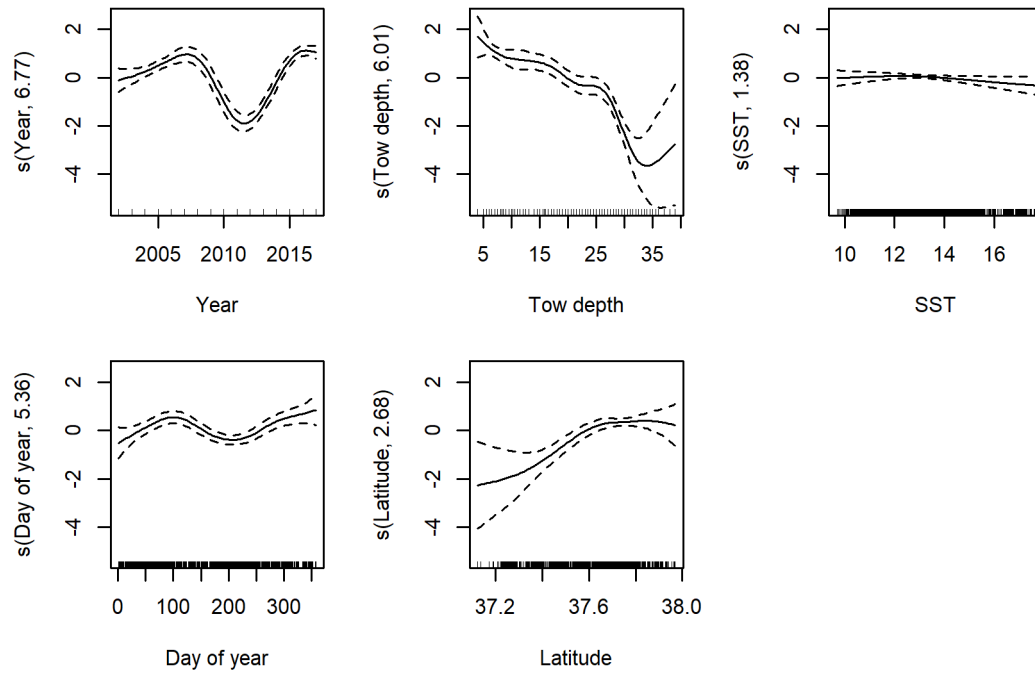 s(Year, 6.77)
2
0
-2
-4
2005 2010 2015
Year
s(Tow depth, 6.01)
2
0
-2
-4
5 15 25 35
Tow depth
s(SST, 1.38)
2
0
-2
-4
10 12 14 16
SST
s(Day of year, 5.36)
2
0
-2
-4
0 100 200 300
Day of year
s(Latitude, 2.68)
2
0
-2
-4
37.2 37.6 38.0
Latitude